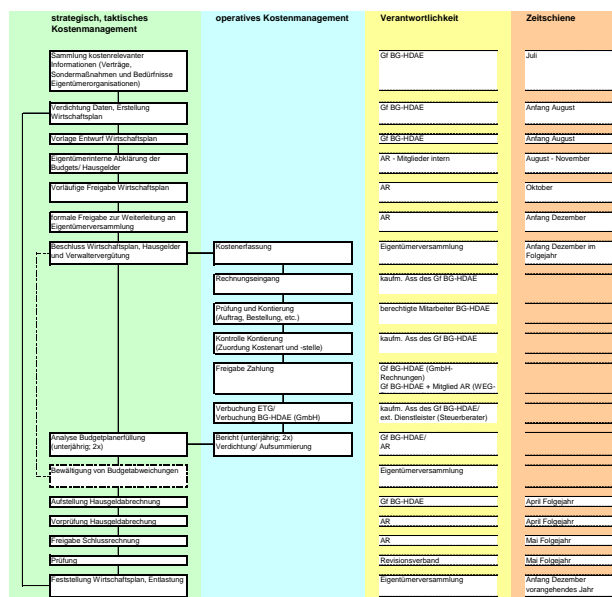 strategisch, taktisches
Kostenmanagement
operatives Kostenmanagement
Verantwortlichkeit
Zeitschiene
Sammlung kostenrelevanter
Informationen (Verträge,
Sondermaßnahmen und Bedürfnisse
Eigentümerorganisationen)
Gf BG-HDAE
Juli
Verdichtung Daten, Erstellung
Wirtschaftsplan
Gf BG-HDAE
Anfang August
Vorlage Entwurf Wirtschaftsplan
Gf BG-HDAE
Anfang August
Eigentümerinterne Abklärung der
Budgets/ Hausgelder
AR - Mitglieder intern
August - November
Vorläufige Freigabe Wirtschaftsplan
AR
Oktober
formale Freigabe zur Weiterleitung an
Eigentümerversammlung
AR
Anfang Dezember
Beschluss Wirtschaftsplan, Hausgelder
und Verwaltervergütung
Kostenerfassung
Eigentümerversammlung
Anfang Dezember im
Folgejahr
Rechnungseingang
kaufm. Ass des Gf BG-HDAE
Prüfung und Kontierung
(Auftrag, Bestellung, etc.)
berechtigte Mitarbeiter BG-HDAE
Kontrolle Kontierung
(Zuordung Kostenart und -stelle)
kaufm. Ass des Gf BG-HDAE
Freigabe Zahlung
Gf BG-HDAE (GmbH-
Rechnungen)
Gf BG-HDAE + Mitglied AR (WEG-
Verbuchung ETG/
Verbuchung BG-HDAE (GmbH)
kaufm. Ass des Gf BG-HDAE/
ext. Dienstleister (Steuerberater)
Analyse Budgetplanerfüllung
(unterjährig; 2x)
Bericht (unterjährig; 2x)
Verdichtung/ Aufsummierung
Gf BG-HDAE/
AR
Bewältigung von Budgetabweichungen
Eigentümerversammlung
Aufstellung Hausgeldabrechnung
Gf BG-HDAE
April Folgejahr
Vorprüfung Hausgeldabrechung
AR
April Folgejahr
Freigabe Schlussrechnung
AR
Mai Folgejahr
Prüfung
Revisionsverband
Mai Folgejahr
Feststellung Wirtschaftsplan, Entlastung
Eigentümerversammlung
Anfang Dezember
vorangehendes Jahr